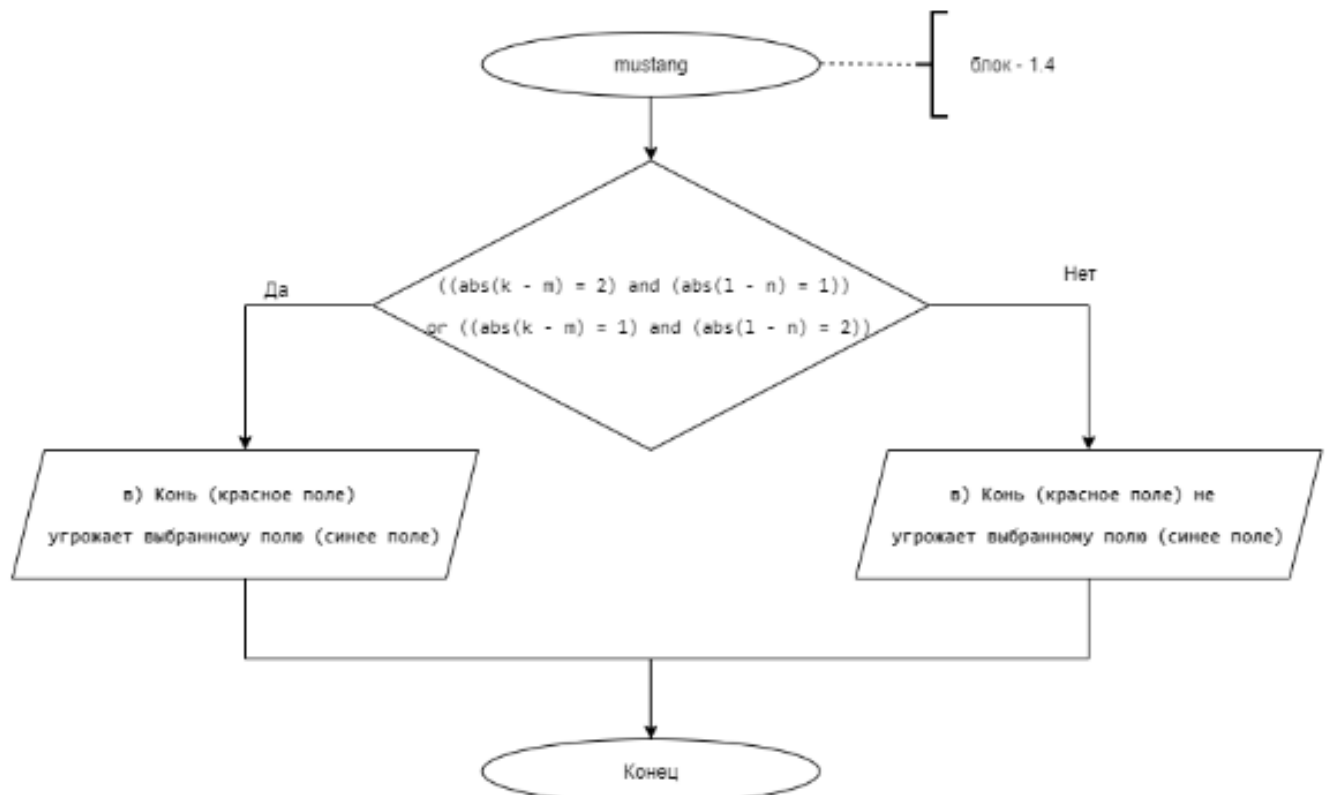 mustang
блок - 1.4
Да
Нет
((abs(k - m) = 2) and (abs(l - n) = 1))
or ((abs(k - m) = 1) and (abs(l - n) = 2))
в) Конь (красное поле)
угрожает выбранному полю (синее поле)
в) Конь (красное поле) не
угрожает выбранному полю (синее поле)
Конец